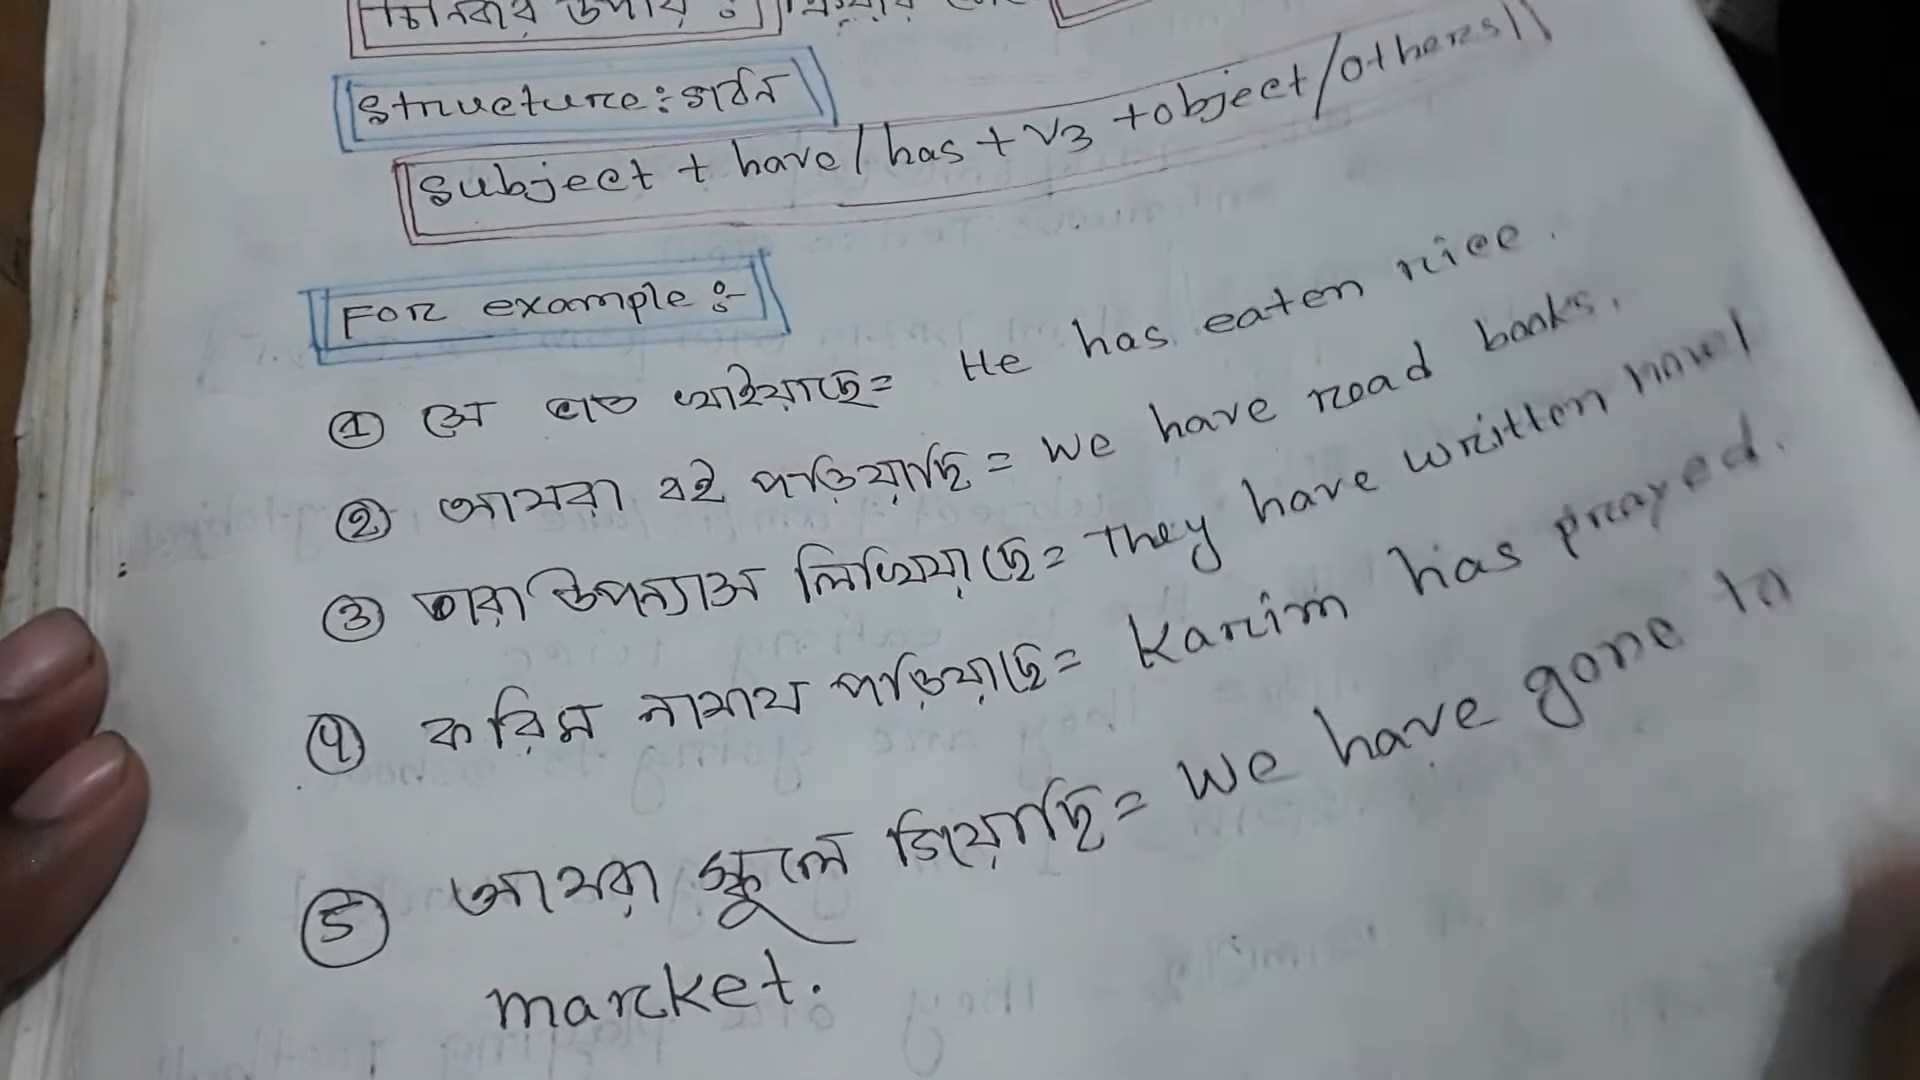 চিনিবার উপায় :
Structure: গঠন
Subject + have/has + V3 + object/others||
For example :-
① সে ভাত খাইয়াছে = He has eaten rice.
② আমরা বই পড়িয়াছি = We have read books.
③ তারা উপন্যাস লিখিয়াছে = They have written novel
④ করিম নামায পড়িয়াছে = Karim has prayed.
⑤ আমরা স্কুলে গিয়েছি = We have gone to
market.